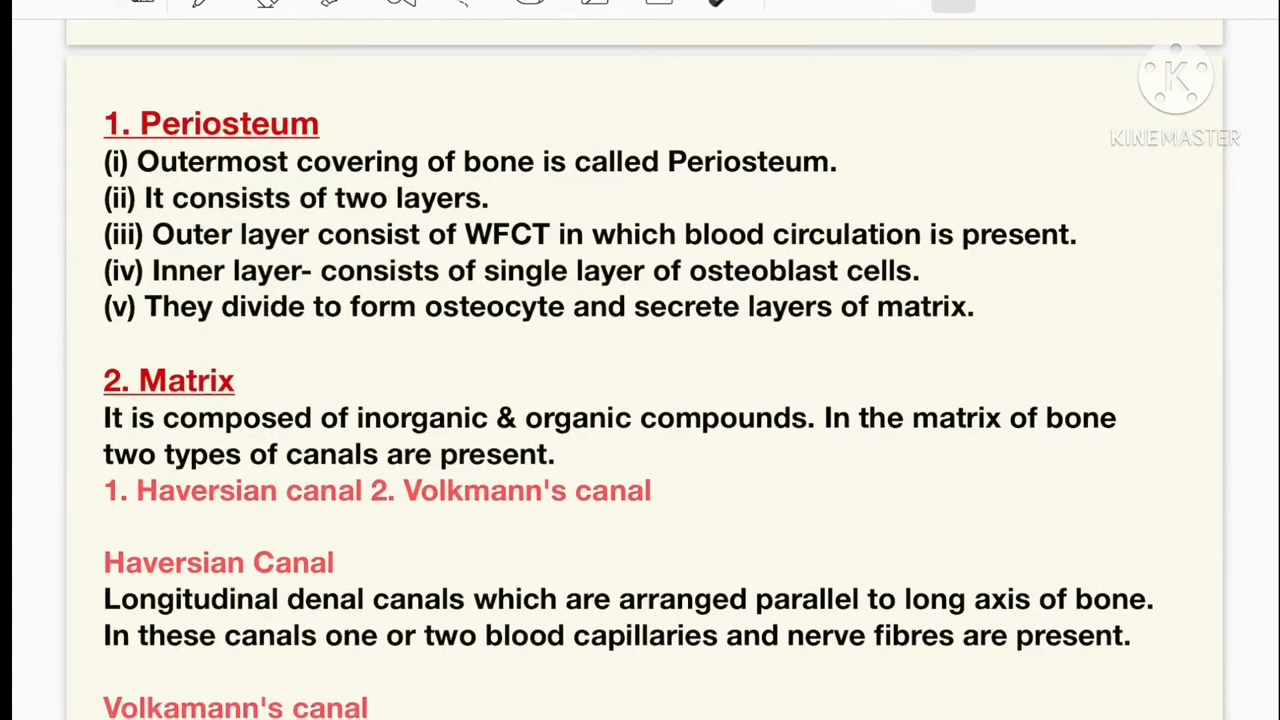 KINEMASTER
1. Periosteum
(i) Outermost covering of bone is called Periosteum.
(ii) It consists of two layers.
(iii) Outer layer consist of WFCT in which blood circulation is present.
(iv) Inner layer- consists of single layer of osteoblast cells.
(v) They divide to form osteocyte and secrete layers of matrix.
2. Matrix
It is composed of inorganic & organic compounds. In the matrix of bone
two types of canals are present.
1. Haversian canal 2. Volkmann's canal
Haversian Canal
Longitudinal denal canals which are arranged parallel to long axis of bone.
In these canals one or two blood capillaries and nerve fibres are present.
Volkamann's canal